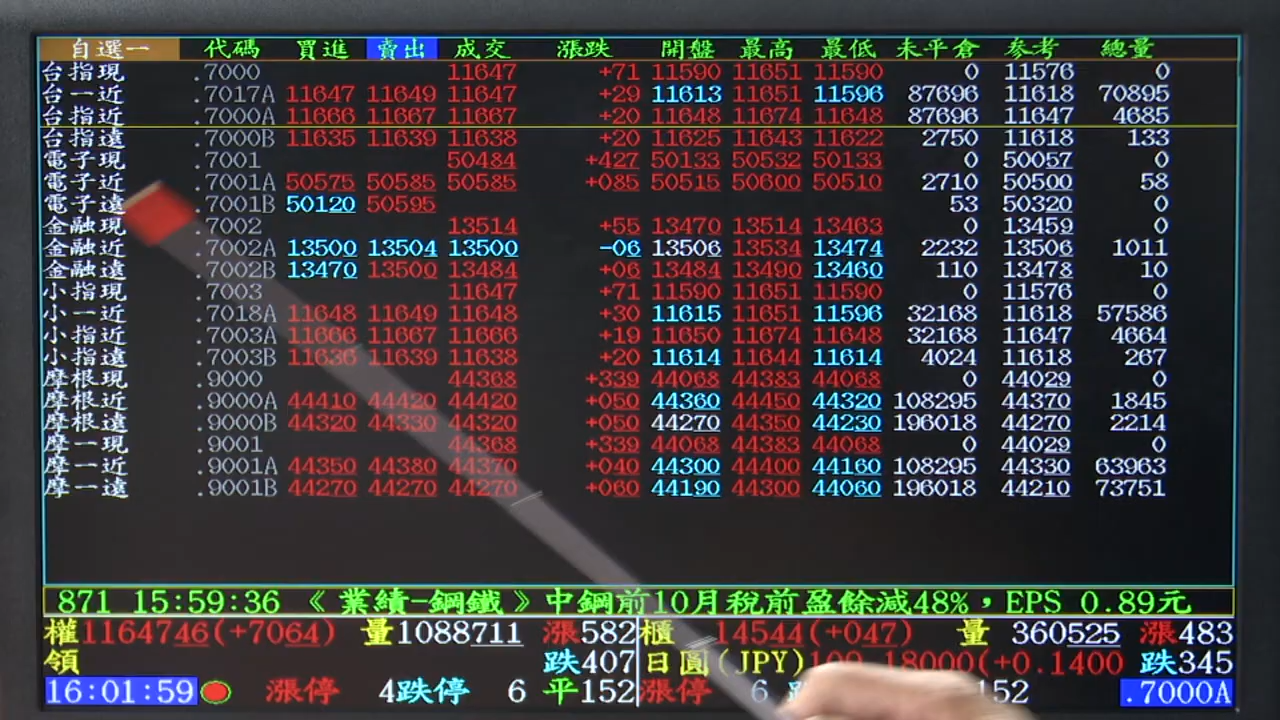 自選一 代碼 買進 賣出 成交 漲跌 開盤 最高 最低 未平倉 參考 總量
台指現 .7000 11647 +71 11590 11651 11590 0 11576 0
台一近 .7017A 11647 11649 11647 +29 11613 11651 11596 87696 11618 70895
台指近 .7000A 11666 11667 11667 +20 11648 11674 11648 87696 11647 4685
台指遠 .7000B 11635 11639 11638 +20 11625 11643 11622 2750 11618 133
電子現 .7001 50484 +427 50133 50532 50133 0 50057 0
電子近 .7001A 50575 50585 50585 +085 50515 50600 50510 2710 50500 58
電子遠 .7001B 50120 50595 53 50320 0
金融現 .7002 13514 +55 13470 13514 13463 0 13459 0
金融近 .7002A 13500 13504 13500 -06 13506 13534 13474 2232 13506 1011
金融遠 .7002B 13470 13500 13484 +06 13484 13490 13460 110 13478 10
小指現 .7003 11647 +71 11590 11651 11590 0 11576 0
小一近 .7018A 11648 11649 11648 +30 11615 11651 11596 32168 11618 57586
小指近 .7003A 11666 11667 11666 +19 11650 11674 11648 32168 11647 4664
小指遠 .7003B 11636 11639 11638 +20 11614 11644 11614 4024 11618 267
摩根現 .9000 44368 +339 44068 44383 44068 0 44029 0
摩根近 .9000A 44410 44420 44420 +050 44360 44450 44320 108295 44370 1845
摩根遠 .9000B 44320 44330 44320 +050 44270 44350 44230 196018 44270 2214
摩一現 .9001 44368 +339 44068 44383 44068 0 44029 0
摩一近 .9001A 44350 44380 44370 +040 44300 44400 44160 108295 44330 63963
摩一遠 .9001B 44270 44270 44270 +060 44190 44300 44060 196018 44210 73751
871 15:59:36 《業績-鋼鐵》中鋼前10月稅前盈餘減48%，EPS 0.89元
權1164746(+7064) 量1088711 漲582 櫃 14544(+047) 量 360525 漲483
領 跌407 日圓(JPY) 18000(+0.1400 跌345
16:01:59 漲停 4跌停 6 平152 漲停 6 152 .7000A